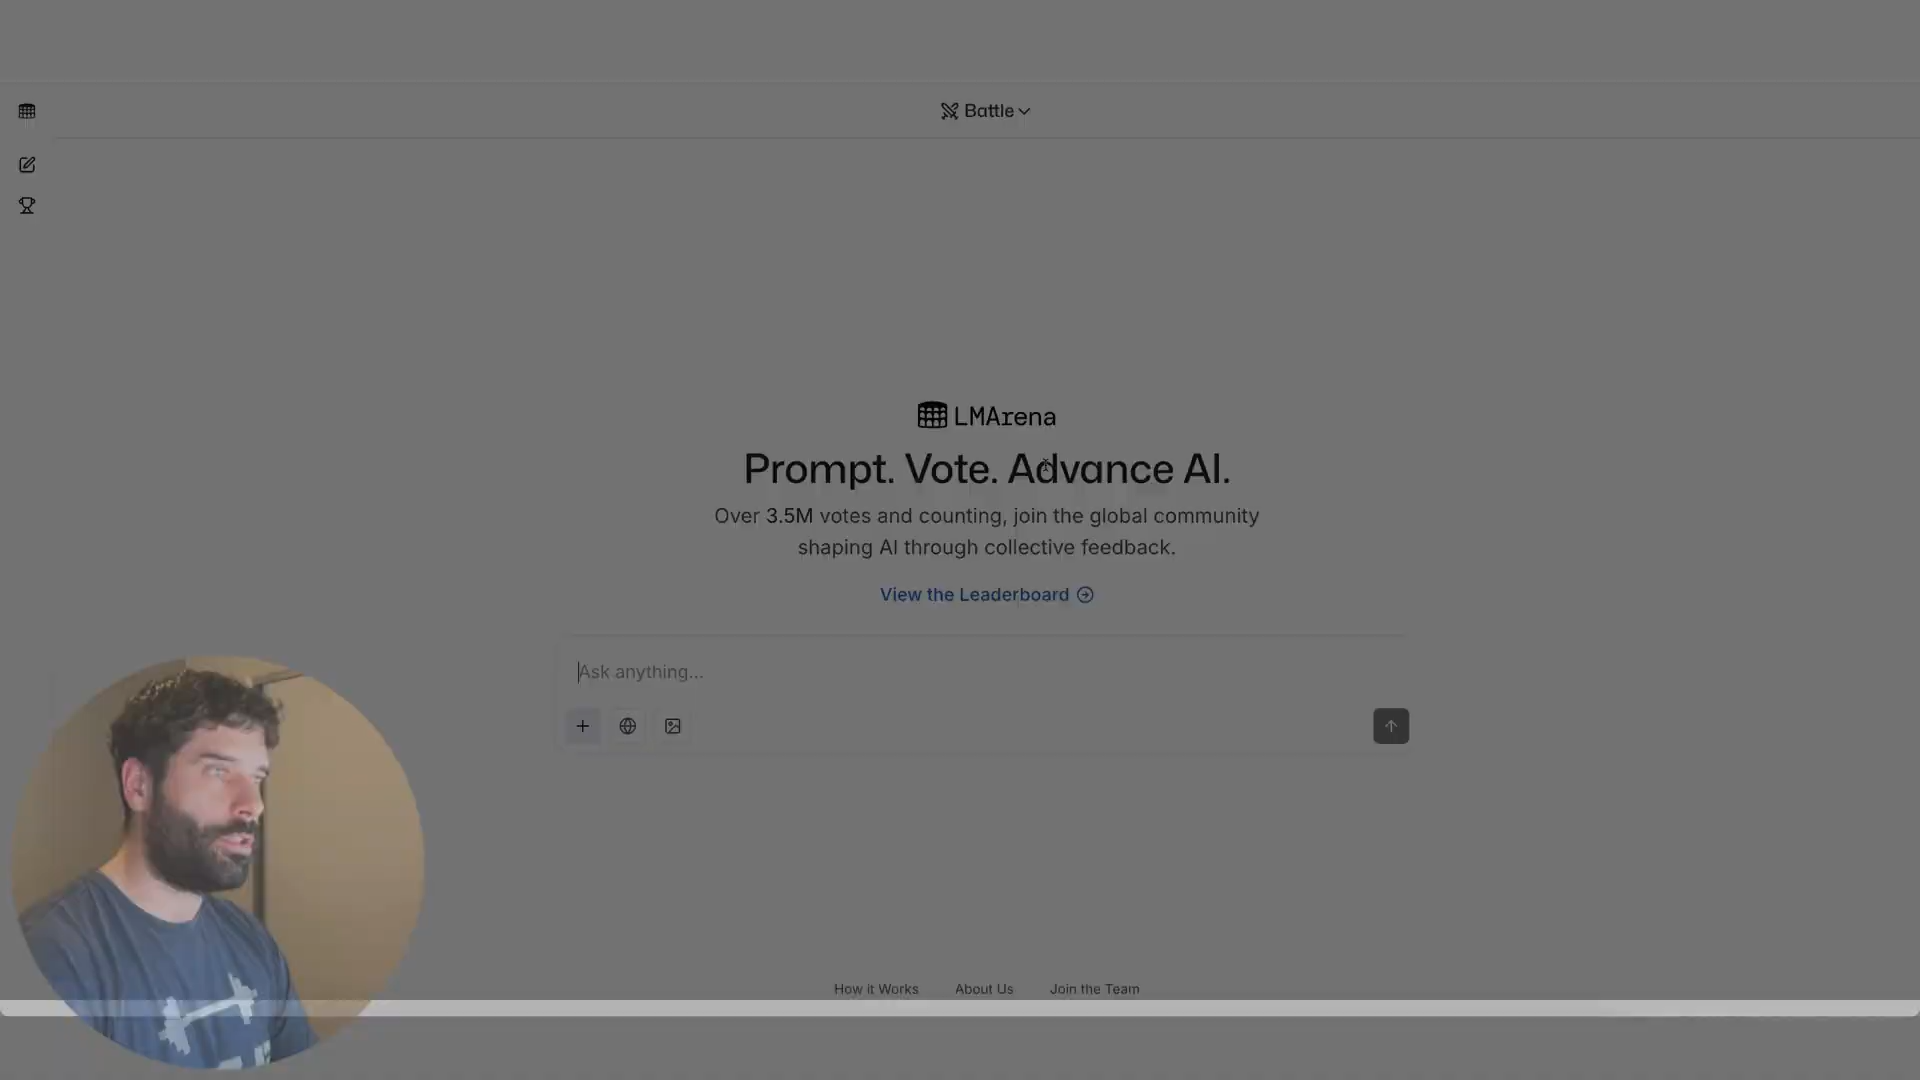 Battle
LMArena
Prompt. Vote. Advance AI.
Over 3.5M votes and counting, join the global community
shaping AI through collective feedback.
View the Leaderboard
Ask anything...
How it Works About Us Join the Team